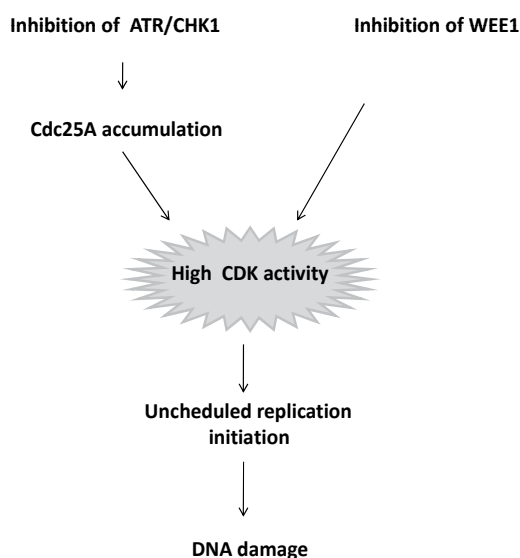 Inhibition of ATR/CHK1
Inhibition of WEE1
Cdc25A accumulation
High CDK activity
Uncheduled replication
initiation
DNA damage